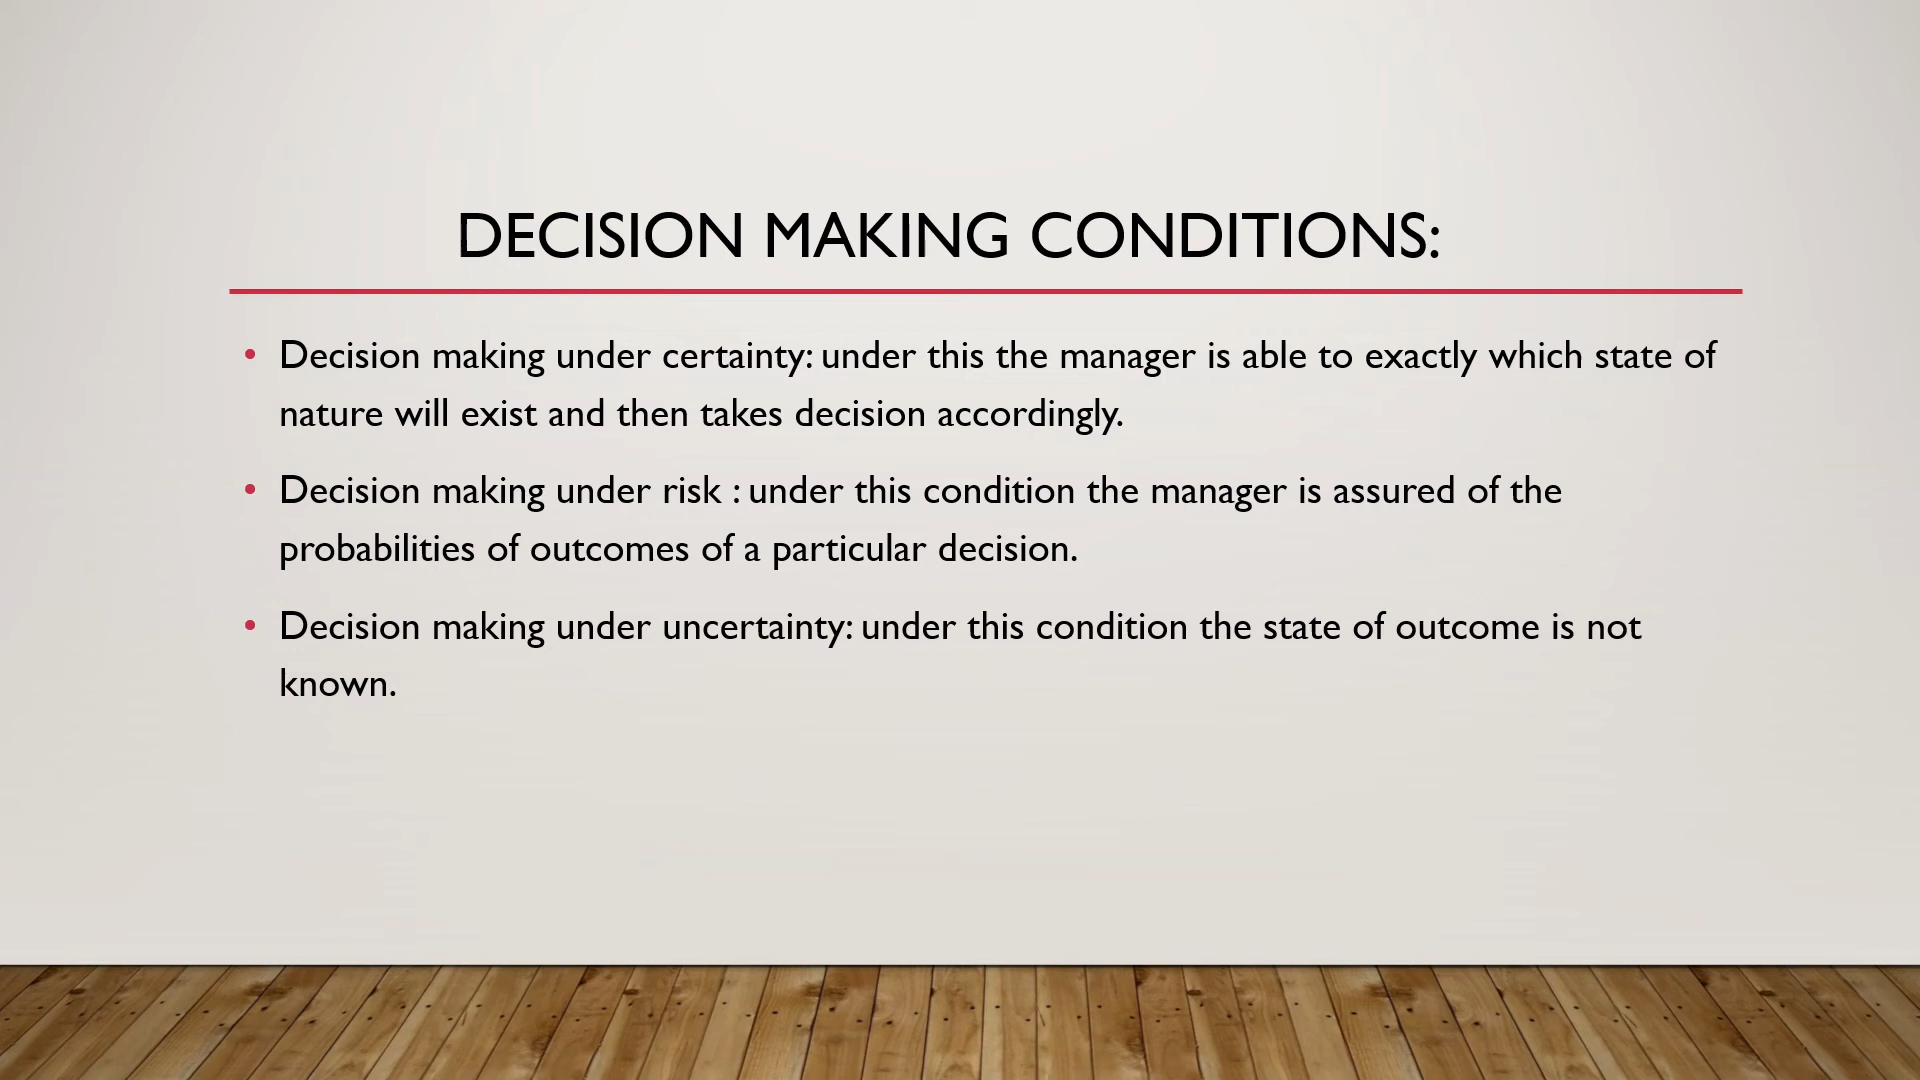 DECISION MAKING CONDITIONS:
• Decision making under certainty: under this the manager is able to exactly which state of
nature will exist and then takes decision accordingly.
• Decision making under risk : under this condition the manager is assured of the
probabilities of outcomes of a particular decision.
• Decision making under uncertainty: under this condition the state of outcome is not
known.